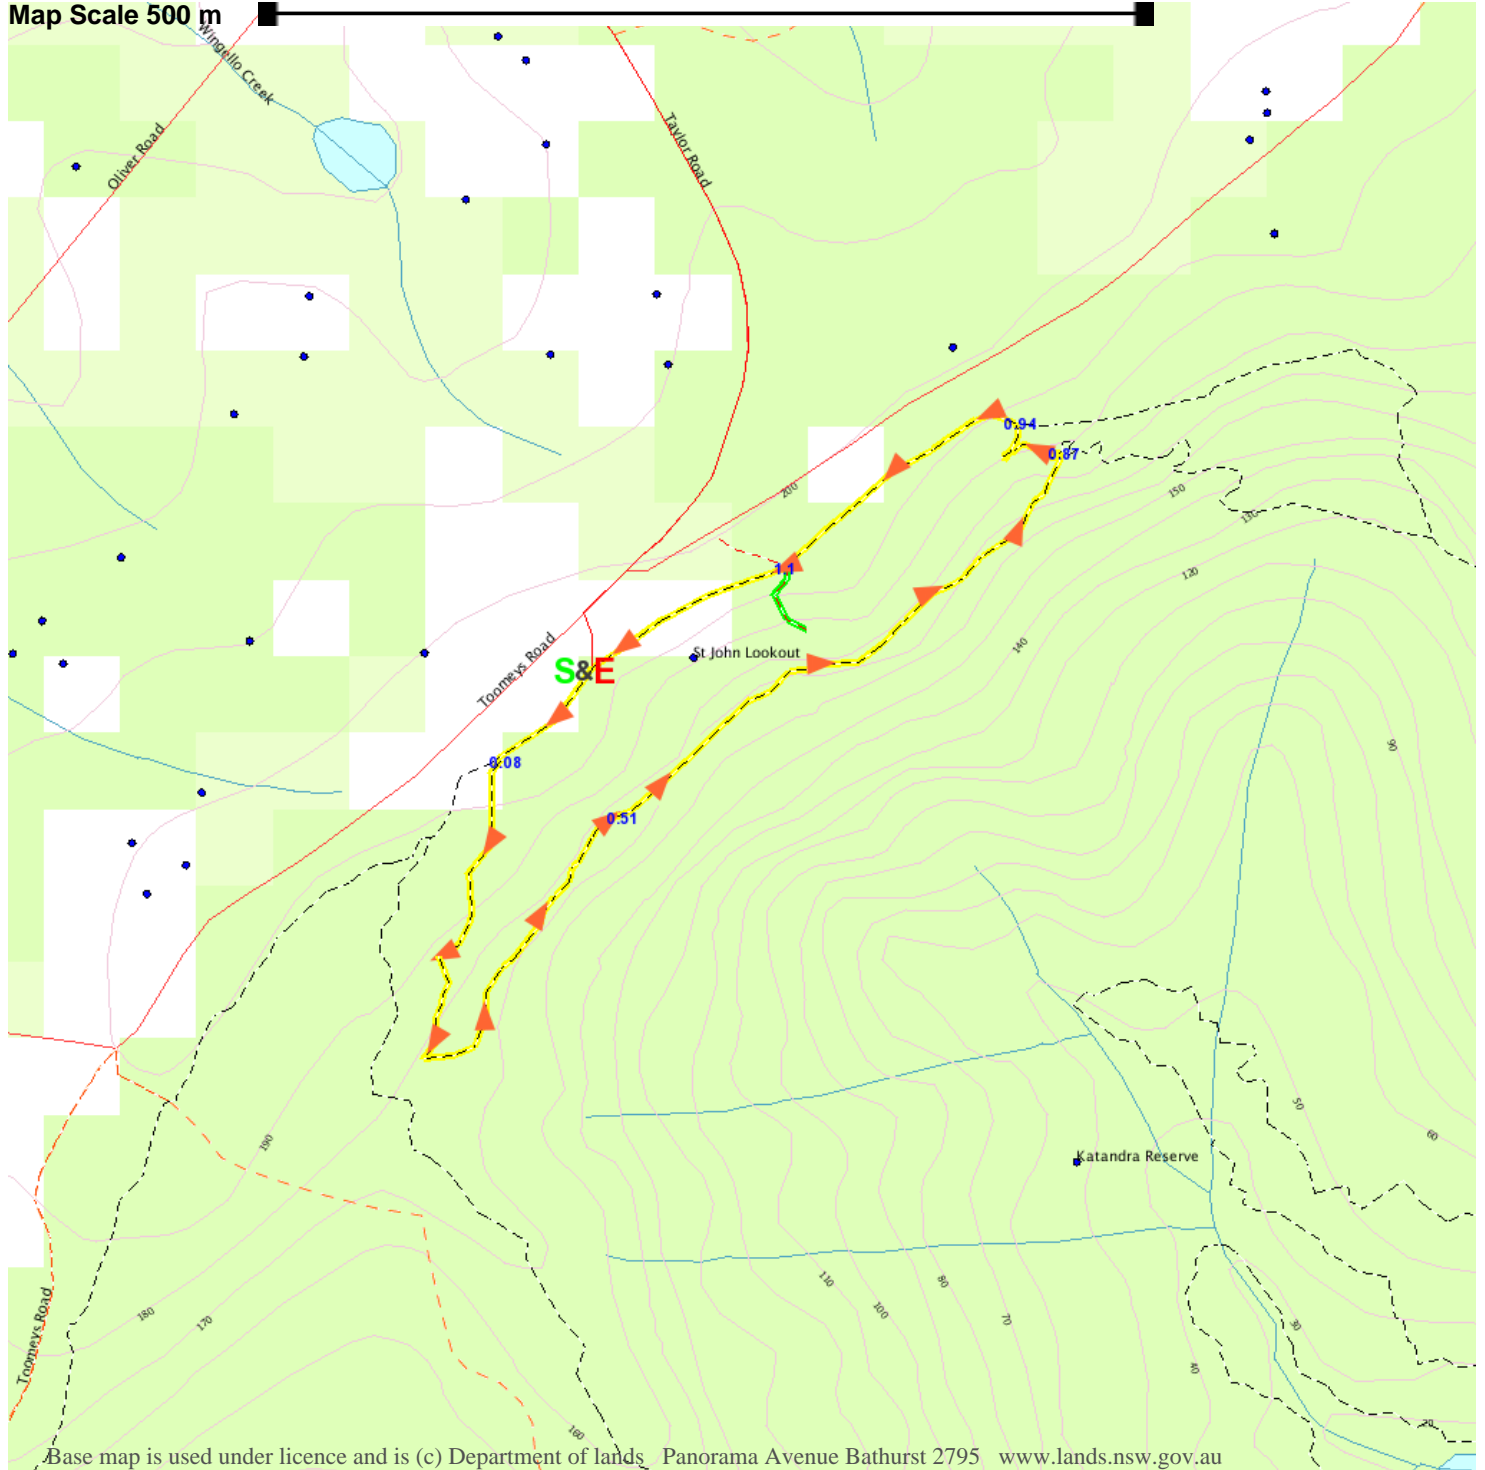 Map Scale 500 m
Wingello Creek
Oliver Road
Taylor Road
0.94
0.87
200
150
130
1.1
120
St John Lookout
140
Toomeys Road
S&E
90
0.08
0.51
190
50
60
Katandra Reserve
180
170
110
100
80
70
30
40
Toomeys Road
160
20
Base map is used under licence and is (c) Department of lands Panorama Avenue Bathurst 2795 www.lands.nsw.gov.au